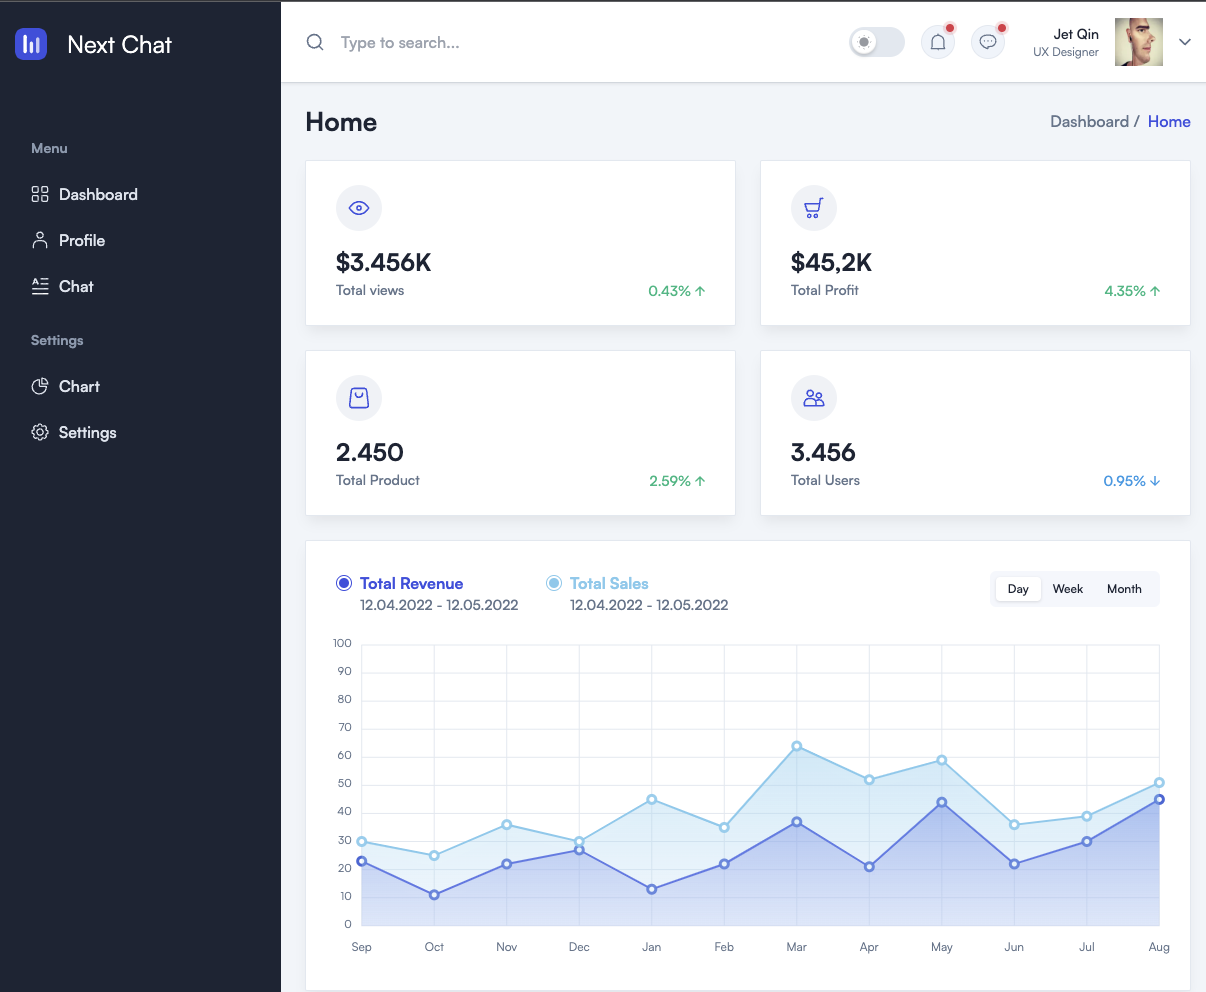 Next Chat
Menu
Dashboard
Profile
Chat
Settings
Chart
Settings
Type to search...
Jet Qin
UX Designer
Home
Dashboard / Home
$3.456K
Total views
0.43%
$45,2K
Total Profit
4.35%
2.450
Total Product
2.59%
3.456
Total Users
0.95%
Total Revenue
12.04.2022 - 12.05.2022
Total Sales
12.04.2022 - 12.05.2022
Day Week Month
100
90
80
70
60
50
40
30
20
10
0
Sep Oct Nov Dec Jan Feb Mar Apr May Jun Jul Aug